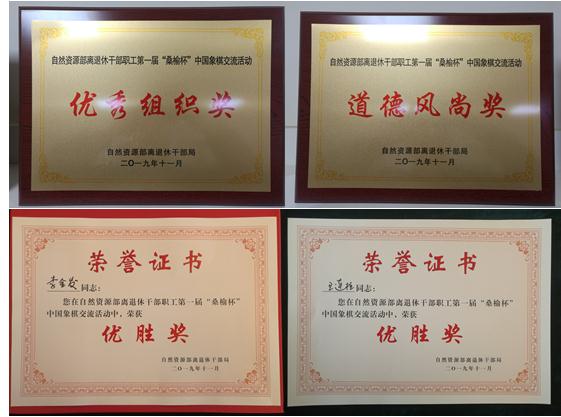 自然资源部离退休干部职工第一届“桑榆杯”中国象棋交流活动
优秀组织奖
自然资源部离退休干部局
二〇一九年十一月
自然资源部离退休干部职工第一届“桑榆杯”中国象棋交流活动
道德风尚奖
自然资源部离退休干部局
二〇一九年十一月
荣誉证书
李金发同志：
您在自然资源部离退休干部职工第一届“桑榆杯”
中国象棋交流活动中，荣获
优胜奖
自然资源部离退休干部局
二〇一九年十一月
荣誉证书
同志：
您在自然资源部离退休干部职工第一届“桑榆杯”
中国象棋交流活动中，荣获
优胜奖
自然资源部离退休干部局
二〇一九年十一月